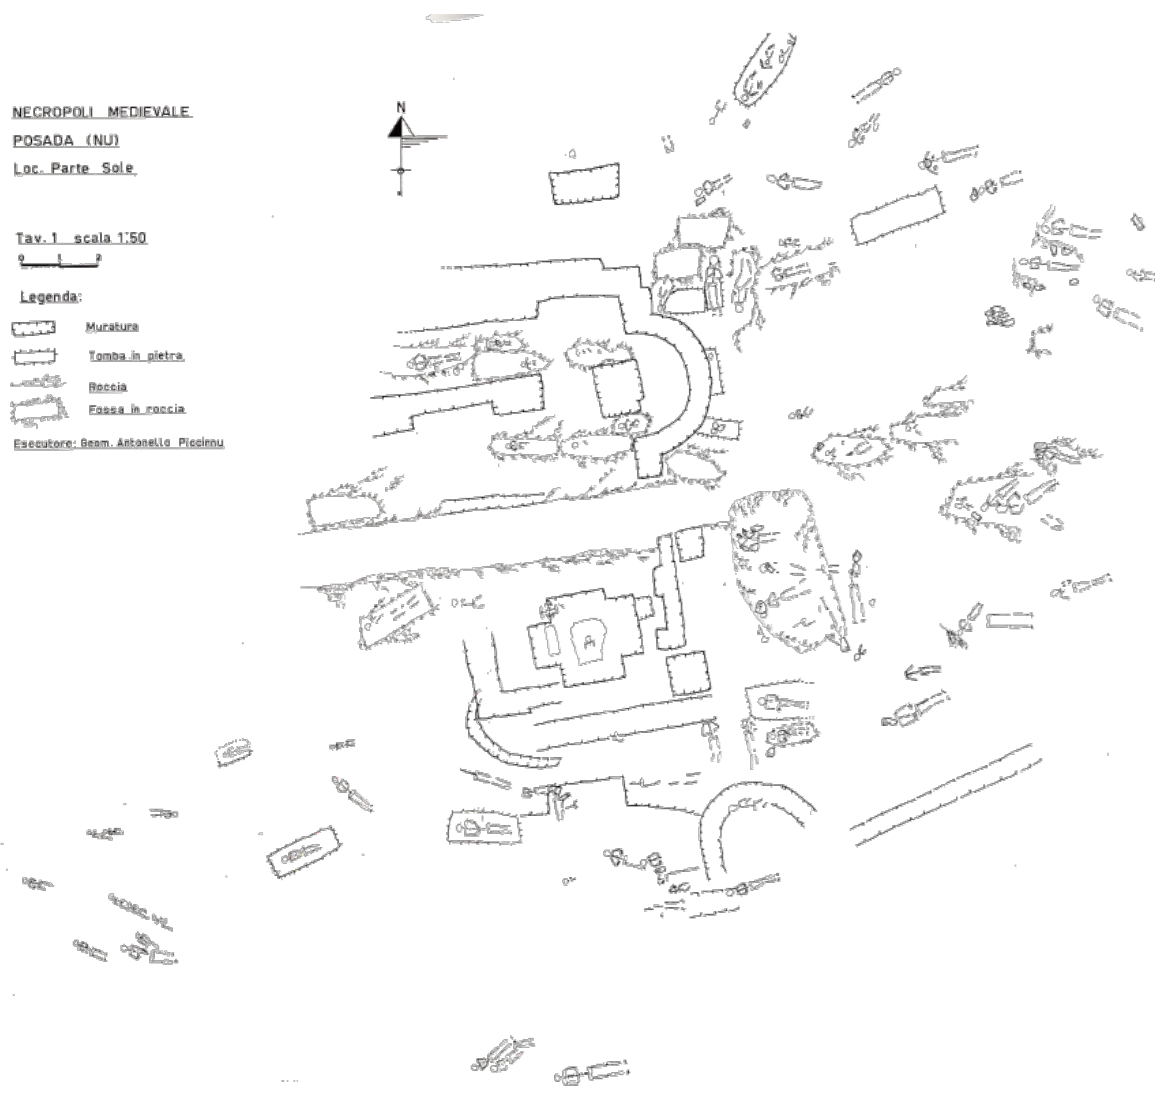 NECROPOLI MEDIEVALE
POSADA (NU)
Loc. Parte Sole
N
Tav. 1 scala 1:50
0 1 2
Legenda:
Muratura
Tomba in pietra
Roccia
Fossa in roccia
Esecutore: Geom. Antonello Piccinnu